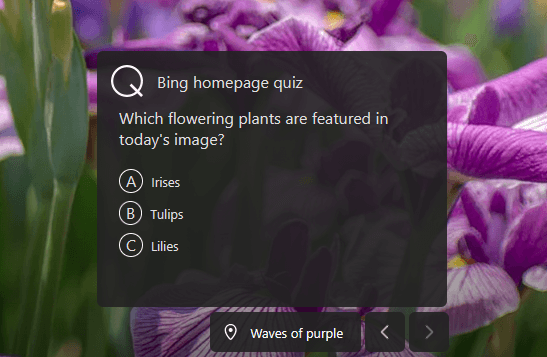 Bing homepage quiz
Which flowering plants are featured in
today's image?
A Irises
B Tulips
C Lilies
Waves of purple